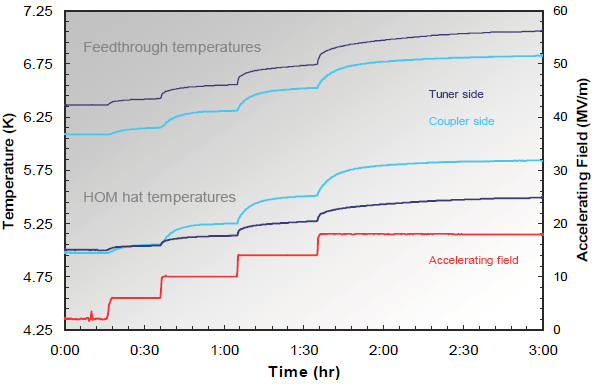 7.25
6.75
6.25
5.75
5.25
4.75
4.25
Temperature (K)
60
50
40
30
20
10
0
Accelerating Field (MV/m)
Feedthrough temperatures
Tuner side
Coupler side
HOM hat temperatures
Accelerating field
0:00 0:30 1:00 1:30 2:00 2:30 3:00
Time (hr)